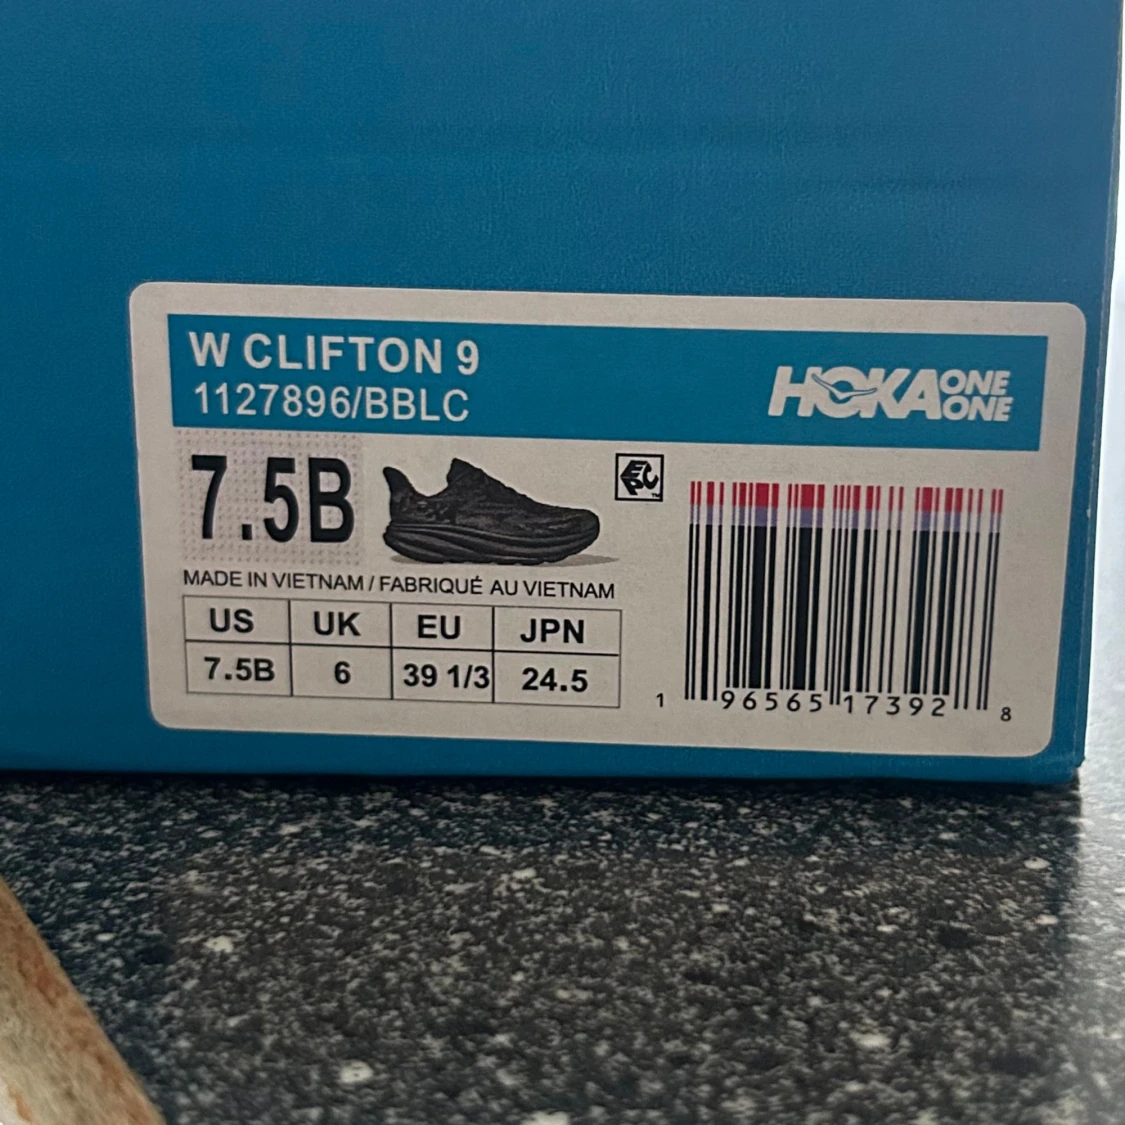 W CLIFTON 9
1127896/BBLC
HOKA ONE ONE
7.5B
EPC™
MADE IN VIETNAM / FABRIQUÉ AU VIETNAM
US UK EU JPN
7.5B 6 39 1/3 24.5
1 96565 17392 8